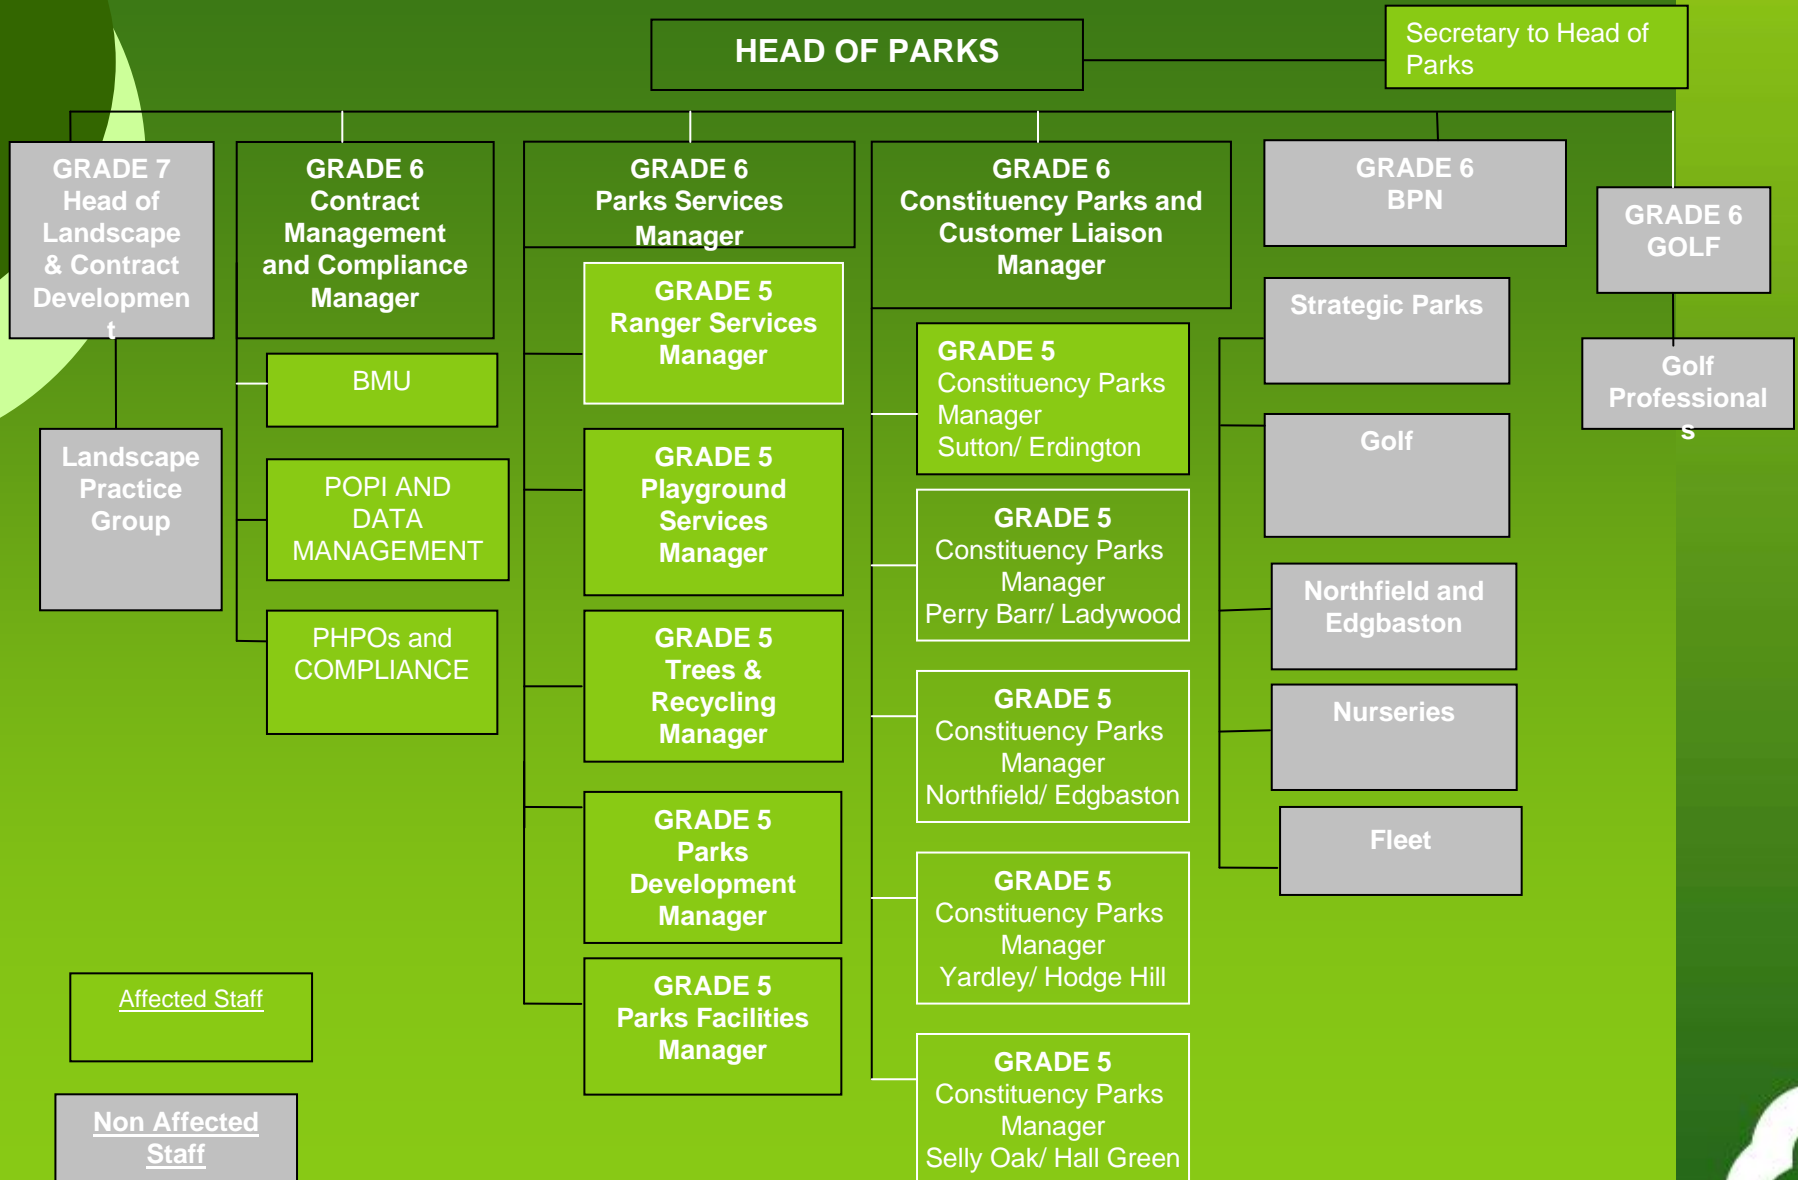 HEAD OF PARKS
Secretary to Head of
Parks
GRADE 7
Head of
Landscape
& Contract
Developmen
t
GRADE 6
Contract
Management
and Compliance
Manager
GRADE 6
Parks Services
Manager
GRADE 6
Constituency Parks and
Customer Liaison
Manager
GRADE 6
BPN
GRADE 6
GOLF
Landscape
Practice
Group
BMU
POPI AND
DATA
MANAGEMENT
PHPOs and
COMPLIANCE
GRADE 5
Ranger Services
Manager
GRADE 5
Playground
Services
Manager
GRADE 5
Trees &
Recycling
Manager
GRADE 5
Parks
Development
Manager
GRADE 5
Parks Facilities
Manager
GRADE 5
Constituency Parks
Manager
Sutton/ Erdington
GRADE 5
Constituency Parks
Manager
Perry Barr/ Ladywood
GRADE 5
Constituency Parks
Manager
Northfield/ Edgbaston
GRADE 5
Constituency Parks
Manager
Yardley/ Hodge Hill
GRADE 5
Constituency Parks
Manager
Selly Oak/ Hall Green
Strategic Parks
Golf
Northfield and
Edgbaston
Nurseries
Fleet
Golf
Professional
s
Affected Staff
Non Affected
Staff